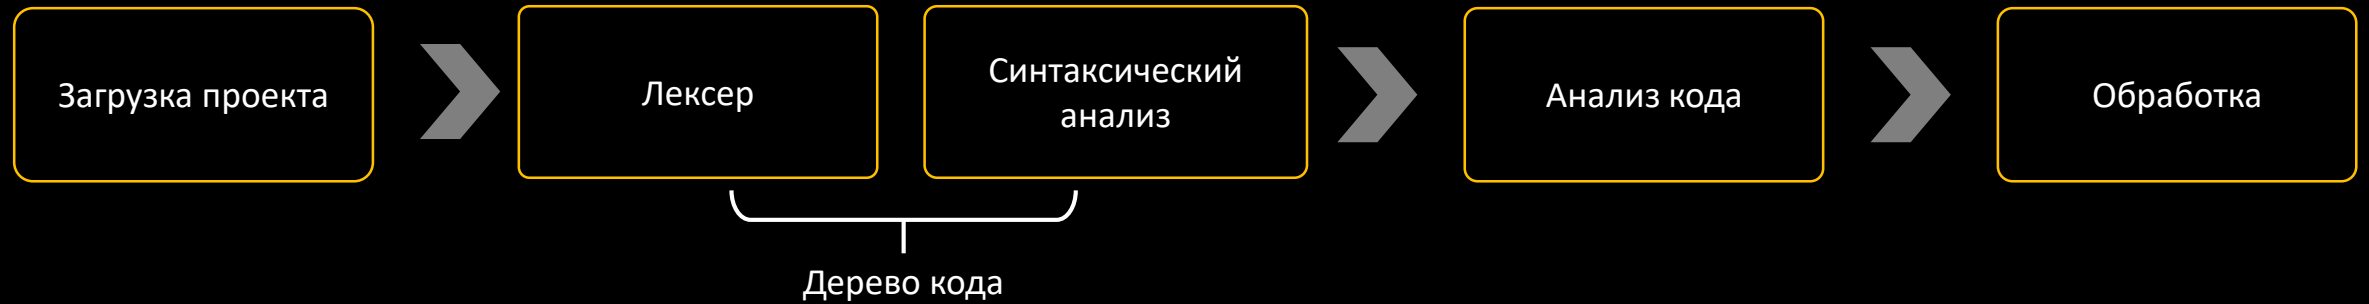 Загрузка проекта
Лексер
Синтаксический
анализ
Анализ кода
Обработка
Дерево кода